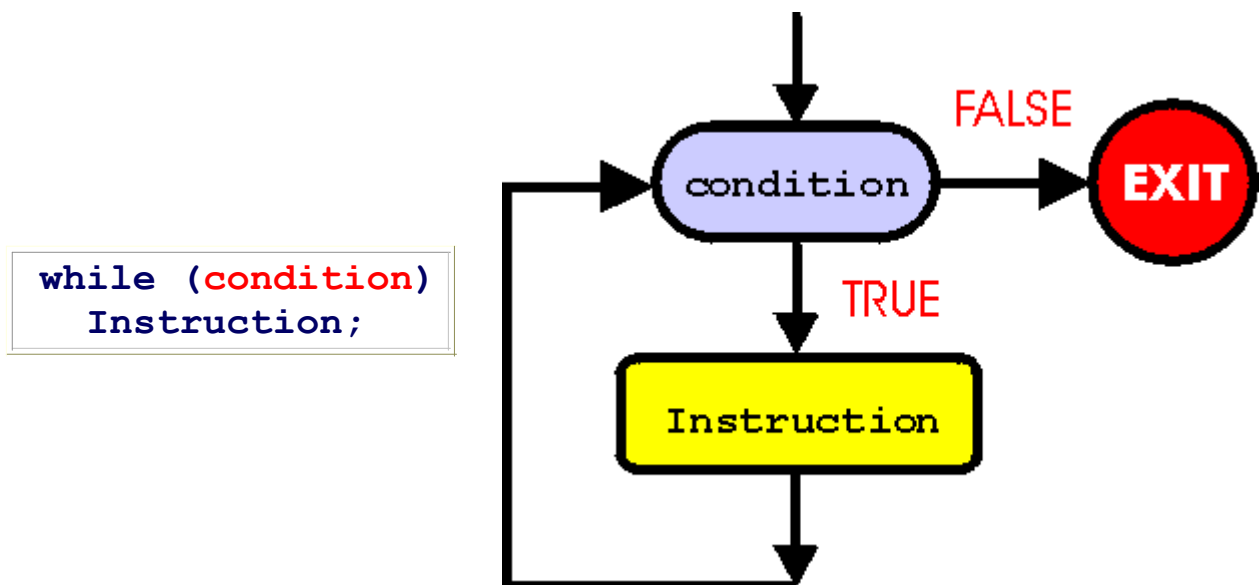 while (condition)
Instruction;
condition
FALSE
EXIT
TRUE
Instruction